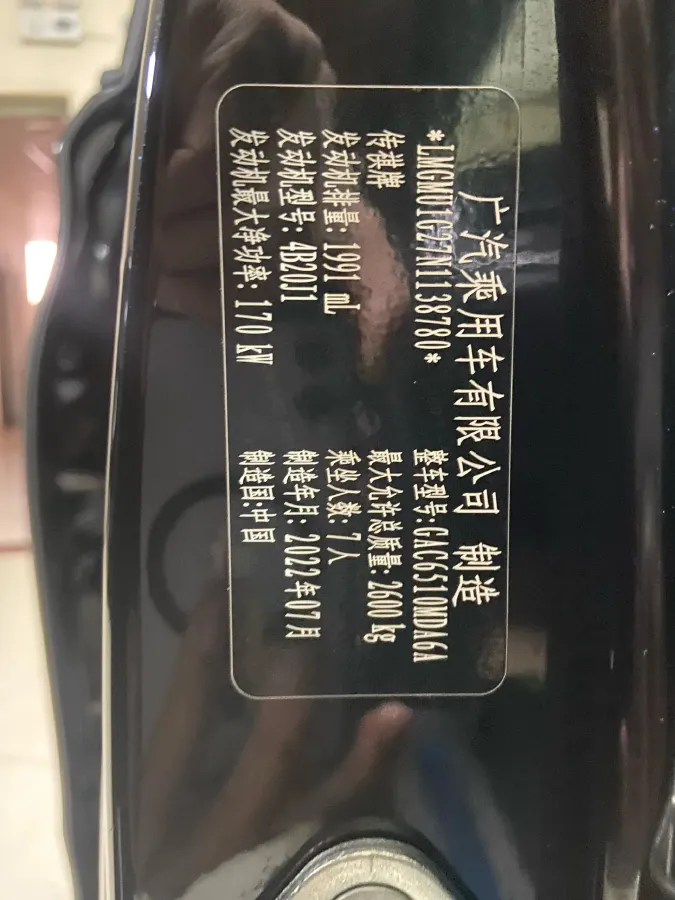 广汽乘用车有限公司 制造
*LMGMU1G27N1138780* 整车型号:GAC6510MDA6A
传祺牌 最大允许总质量:2600kg
发动机排量:1991 mL 乘坐人数:7人
发动机型号:4B20J1 制造年月:2022年07月
发动机最大净功率:170 kW 制造国:中国